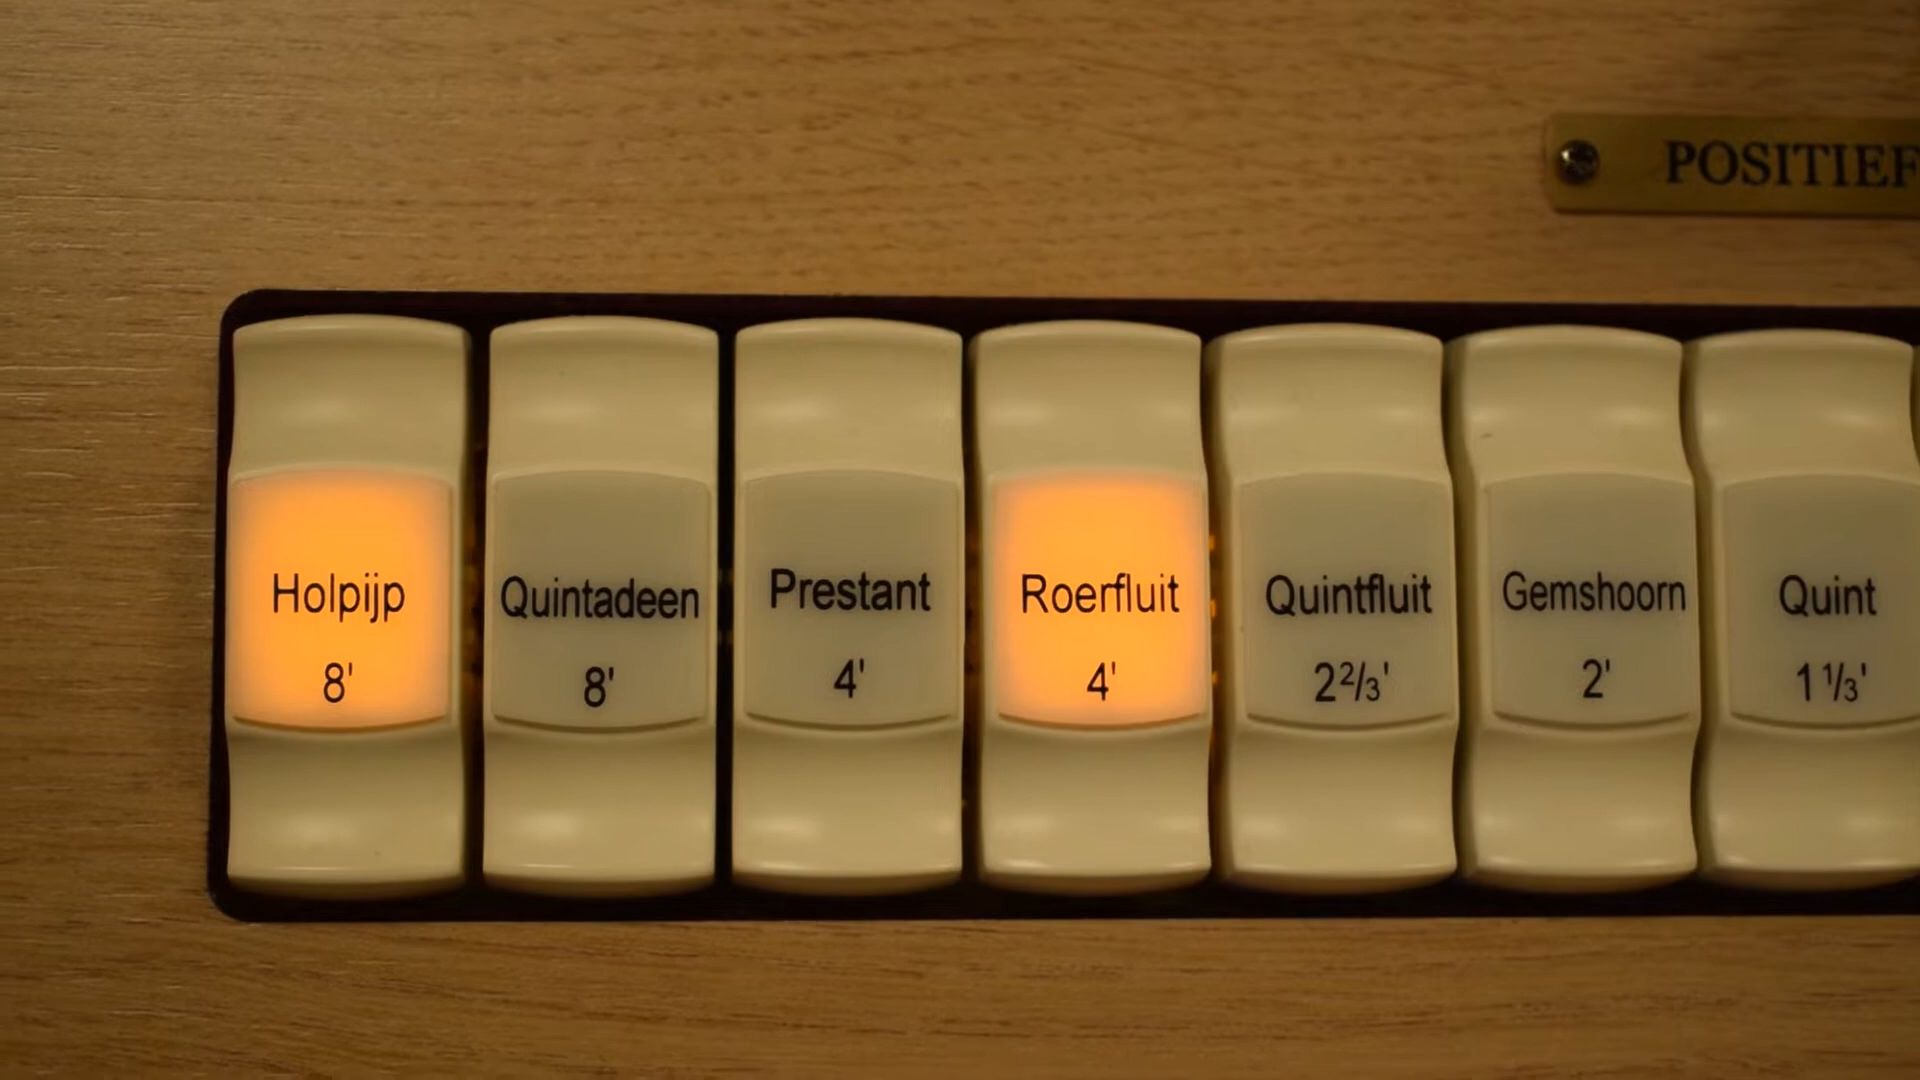 POSITIEF
Holpijp
8'
Quintadeen
8'
Prestant
4'
Roerfluit
4'
Quintfluit
2⅔'
Gemshoorn
2'
Quint
1⅓'